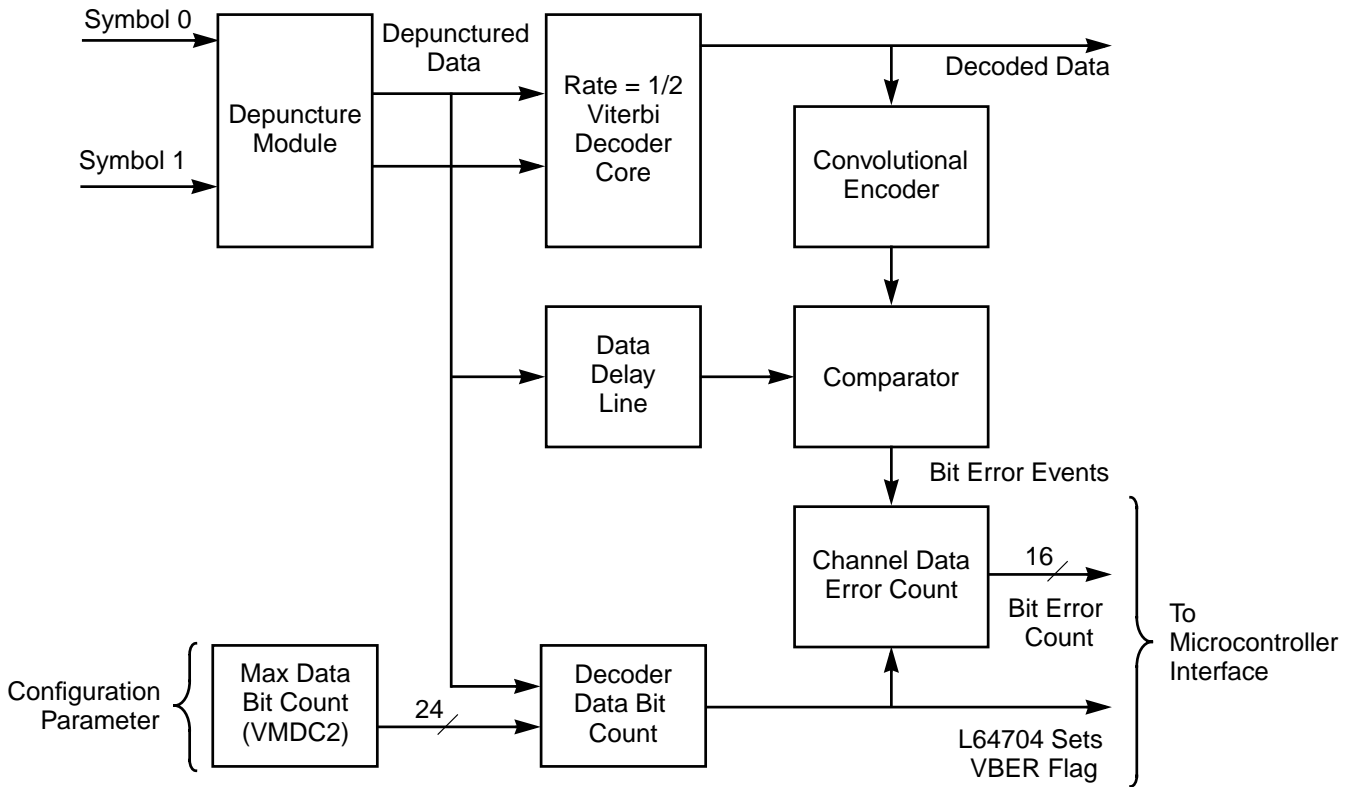 Symbol 0
Symbol 1
Depuncture
Module
Depunctured
Data
Rate = 1/2
Viterbi
Decoder
Core
Decoded Data
Convolutional
Encoder
Data
Delay
Line
Comparator
Bit Error Events
Channel Data
Error Count
16
Bit Error
Count
To
Microcontroller
Interface
Configuration
Parameter
Max Data
Bit Count
(VMDC2)
24
Decoder
Data Bit
Count
L64704 Sets
VBER Flag